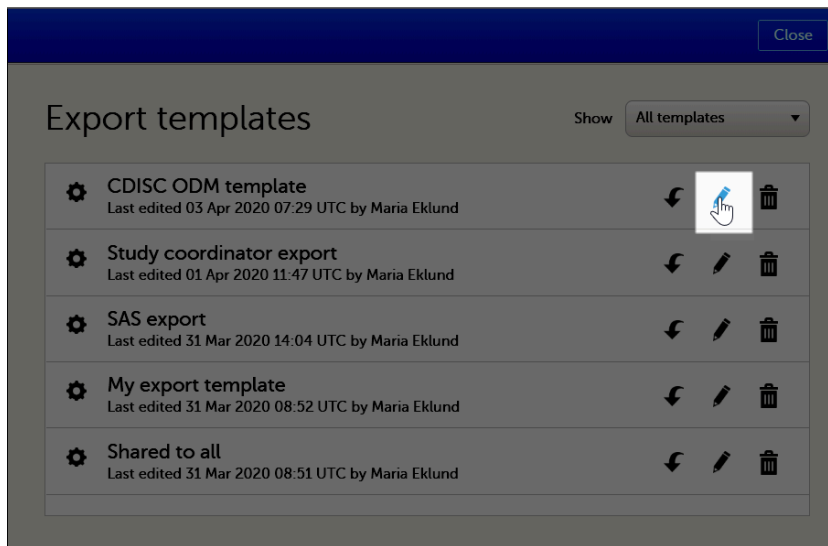 Close
Export templates
Show All templates
CDISC ODM template
Last edited 03 Apr 2020 07:29 UTC by Maria Eklund
Study coordinator export
Last edited 01 Apr 2020 11:47 UTC by Maria Eklund
SAS export
Last edited 31 Mar 2020 14:04 UTC by Maria Eklund
My export template
Last edited 31 Mar 2020 08:52 UTC by Maria Eklund
Shared to all
Last edited 31 Mar 2020 08:51 UTC by Maria Eklund